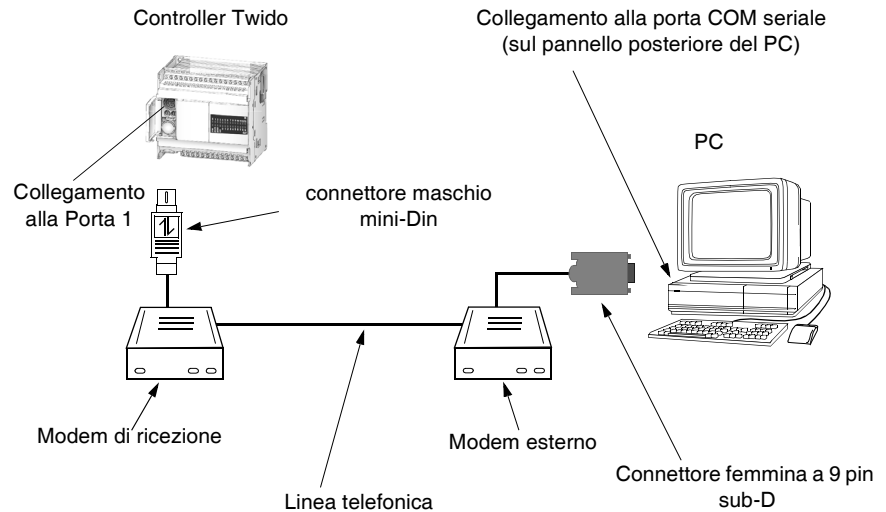 Controller Twido
Collegamento alla porta COM seriale
(sul pannello posteriore del PC)
PC
Collegamento
alla Porta 1
connettore maschio
mini-Din
Modem di ricezione
Modem esterno
Linea telefonica
Connettore femmina a 9 pin
sub-D